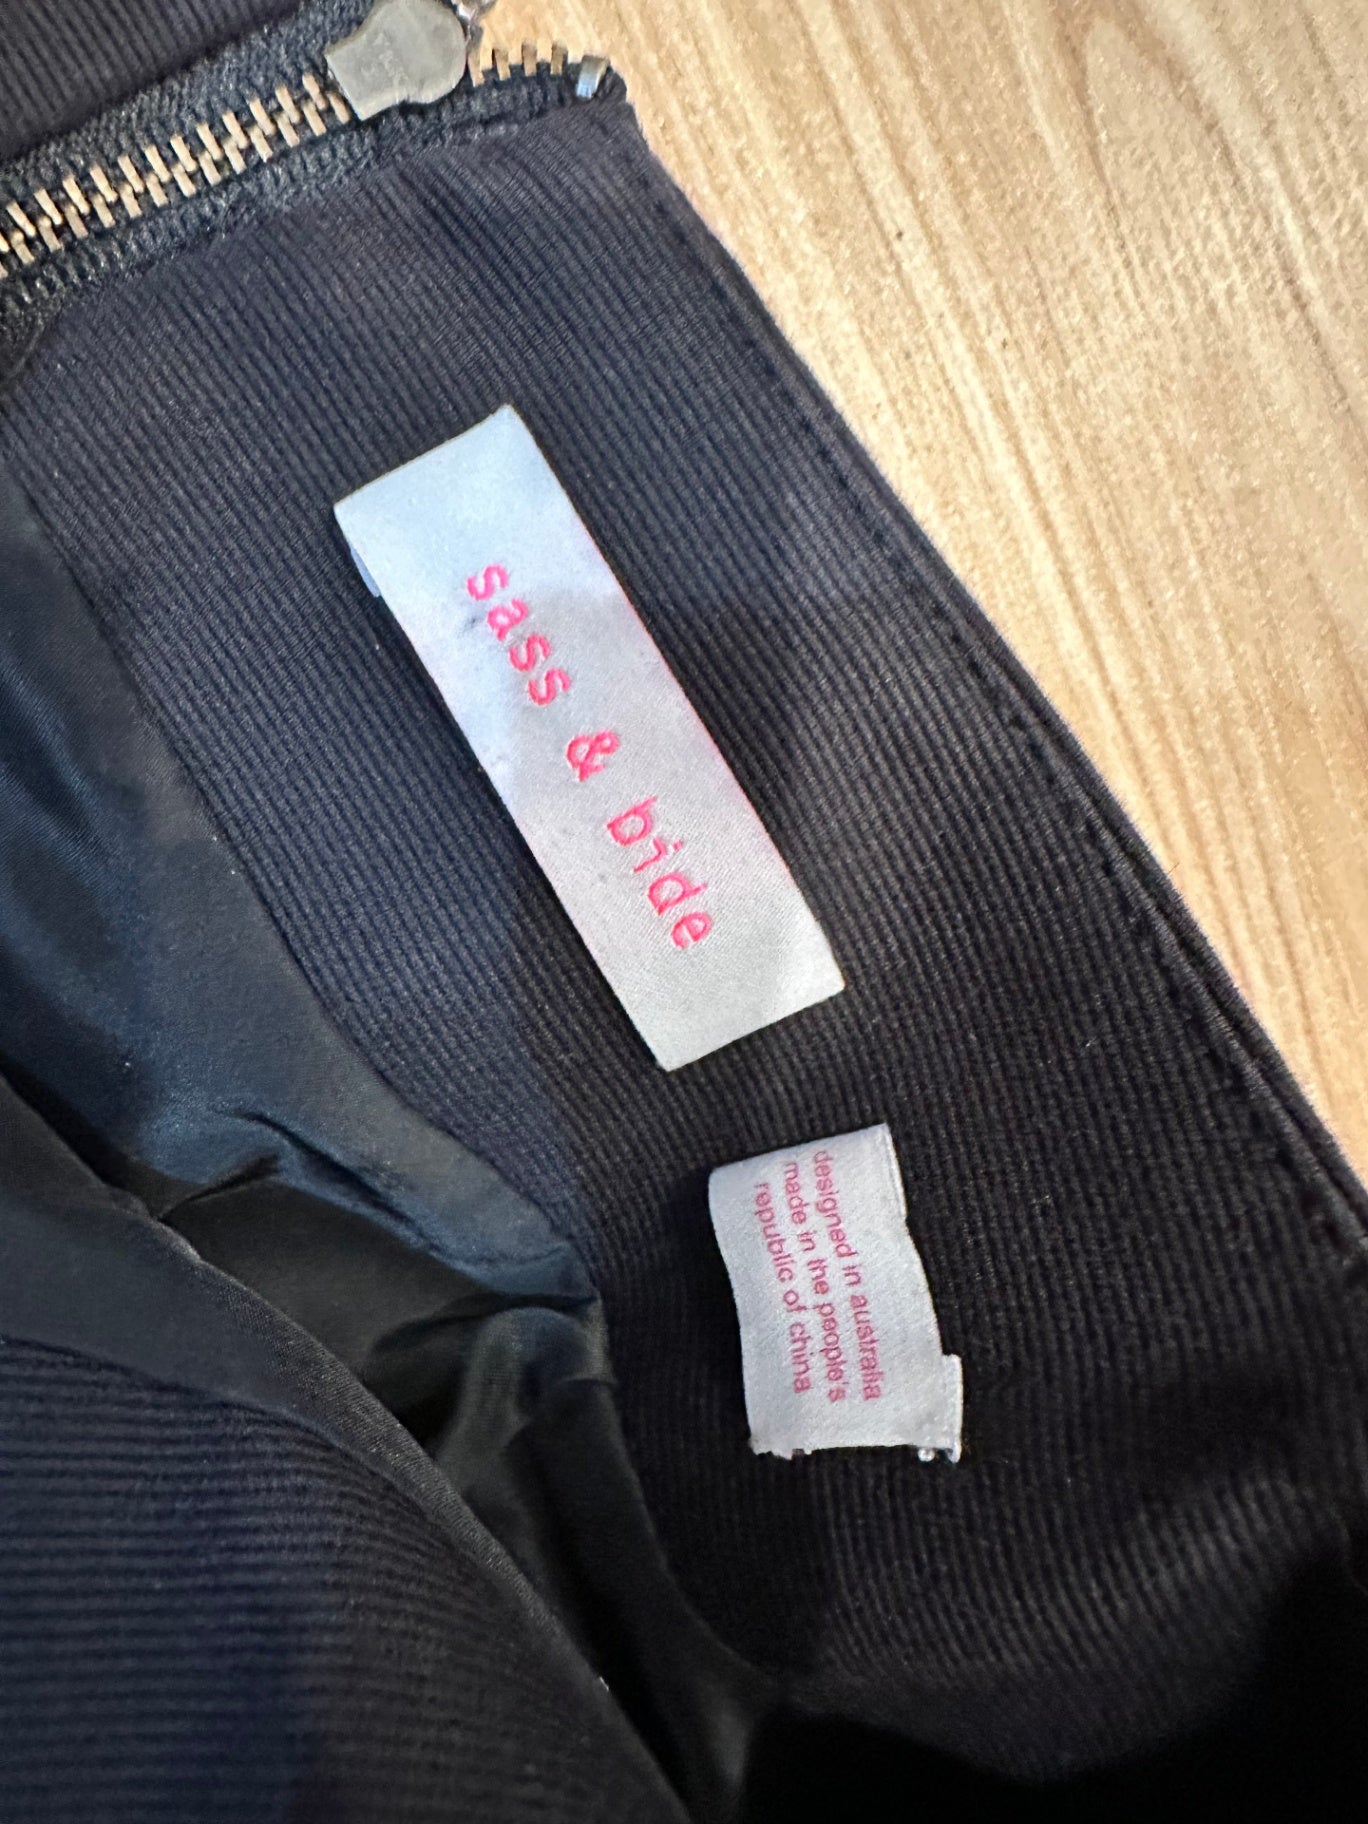 sass & bide
designed in australia
made in the people's
republic of china